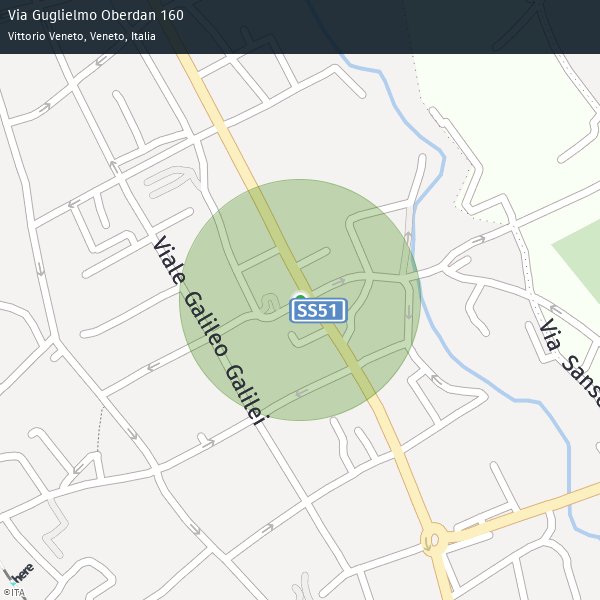 Via Guglielmo Oberdan 160
Vittorio Veneto, Veneto, Italia
Viale Galileo Galilei
SS51
Via Sans
here
©ITA